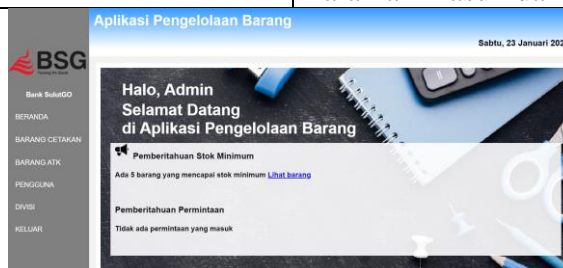 Aplikasi Pengelolaan Barang
Sabtu, 23 Januari 202
BSG
Bank SulutGO
BERANDA
BARANG CETAKAN
BARANG ATK
PENGGUNA
DIVISI
KELUAR
Halo, Admin
Selamat Datang
di Aplikasi Pengelolaan Barang
Pemberitahuan Stok Minimum
Ada 5 barang yang mencapai stok minimum Lihat barang
Pemberitahuan Permintaan
Tidak ada permintaan yang masuk